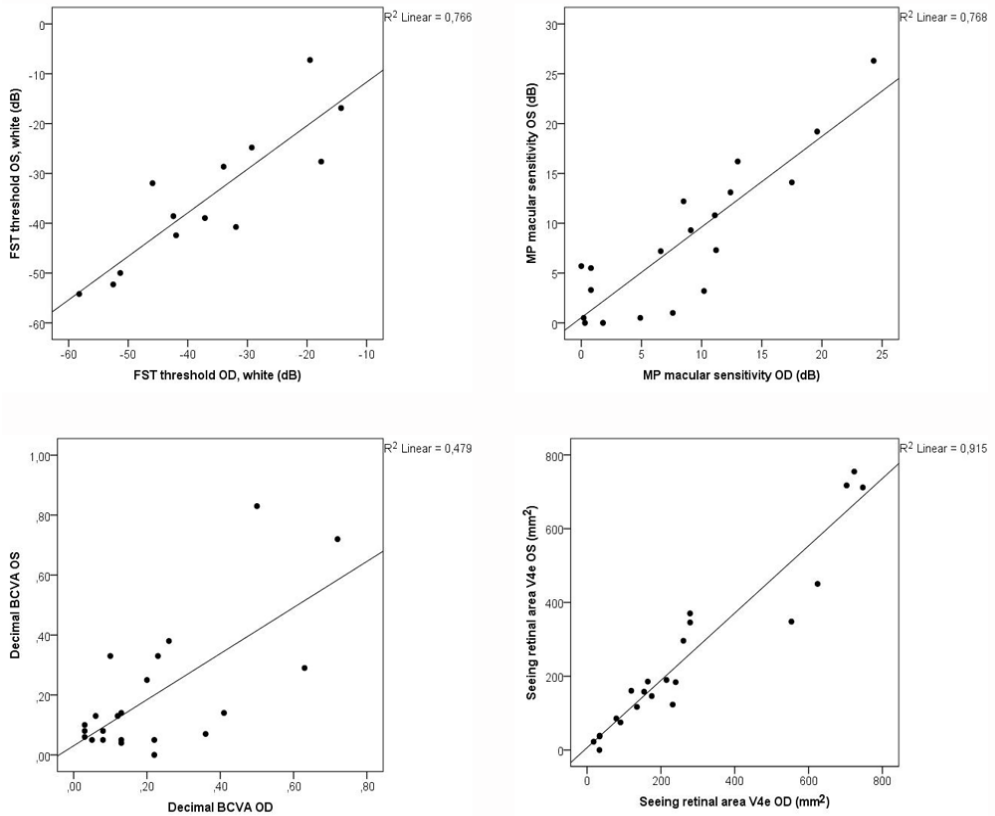 R² Linear = 0,766
FST threshold OS, white (dB)
0
-10
-20
-30
-40
-50
-60
-60 -50 -40 -30 -20 -10
FST threshold OD, white (dB)
R² Linear = 0,768
MP macular sensitivity OS (dB)
30
25
20
15
10
5
0
0 5 10 15 20 25
MP macular sensitivity OD (dB)
R² Linear = 0,479
Decimal BCVA OS
1,00
,80
,60
,40
,20
,00
,00 ,20 ,40 ,60 ,80
Decimal BCVA OD
R² Linear = 0,915
Seeing retinal area V4e OS (mm²)
800
600
400
200
0
0 200 400 600 800
Seeing retinal area V4e OD (mm²)